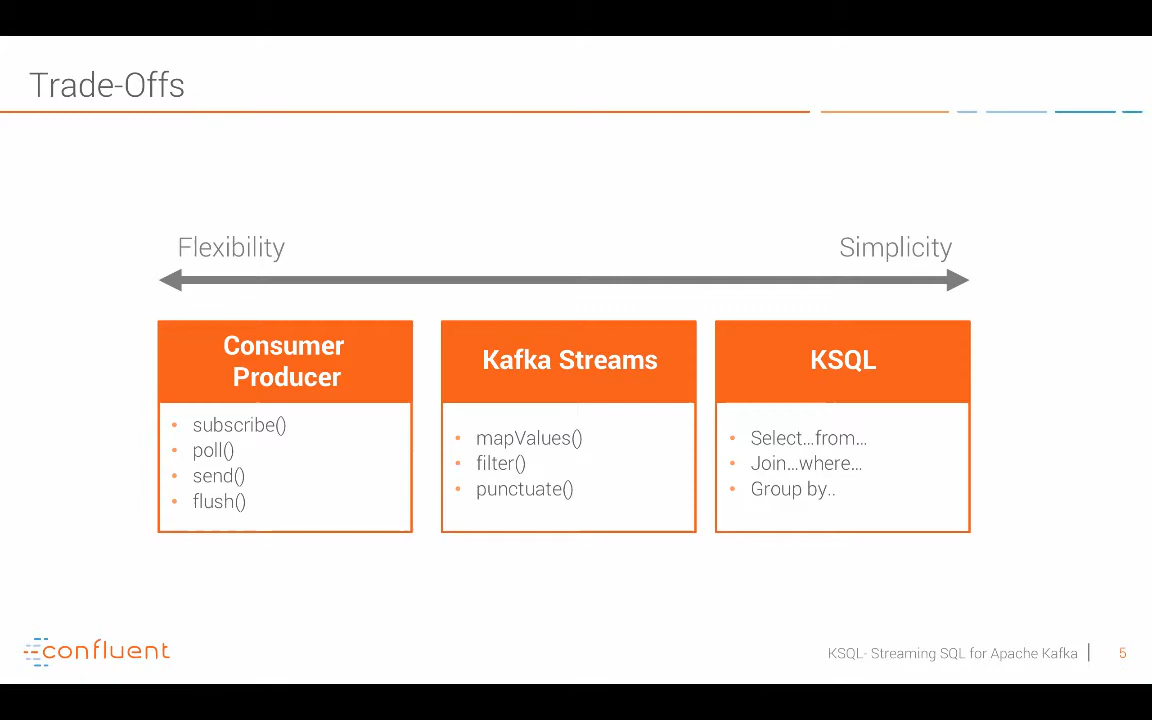 Trade-Offs
Flexibility
Simplicity
Consumer
Producer
• subscribe()
• poll()
• send()
• flush()
Kafka Streams
• mapValues()
• filter()
• punctuate()
KSQL
• Select...from...
• Join...where...
• Group by..
confluent
KSQL- Streaming SQL for Apache Kafka | 5